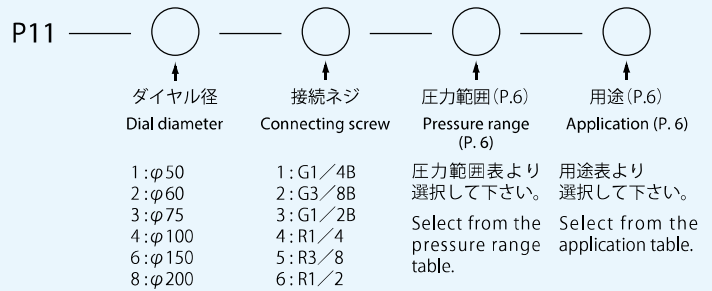 P11
ダイヤル径
Dial diameter
1:φ50
2:φ60
3:φ75
4:φ100
6:φ150
8:φ200
接続ネジ
Connecting screw
1:G1／4B
2:G3／8B
3:G1／2B
4:R1／4
5:R3／8
6:R1／2
圧力範囲(P.6)
Pressure range
(P. 6)
圧力範囲表より
選択して下さい。
Select from the
pressure range
table.
用途(P.6)
Application (P. 6)
用途表より
選択して下さい。
Select from the
application table.